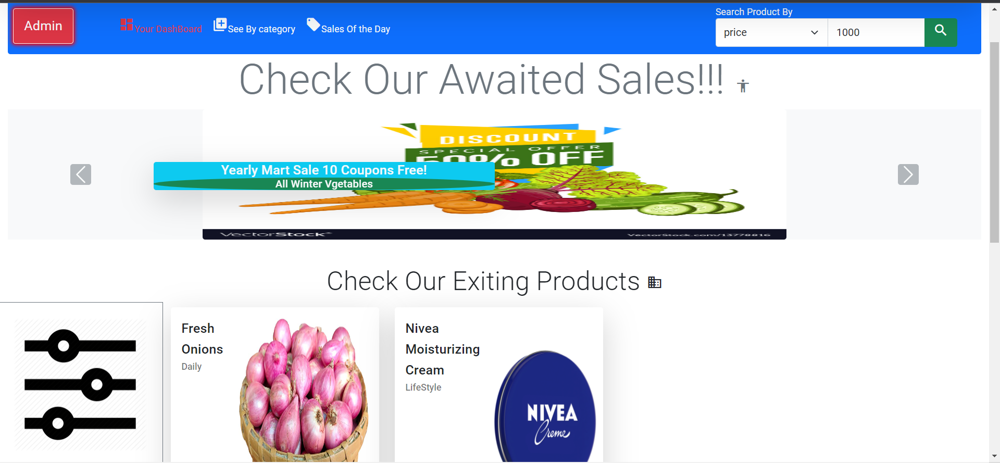 Admin
Your DashBoard
See By category
Sales Of the Day
Search Product By
price
1000
Check Our Awaited Sales!!!
DISCOUNT
SPECIAL OFFER
50% OFF
Yearly Mart Sale 10 Coupons Free!
All Winter Vgetables
VectorStock®
VectorStock.com/13778816
Check Our Exiting Products
Fresh
Onions
Daily
Nivea
Moisturizing
Cream
LifeStyle
NIVEA
Creme